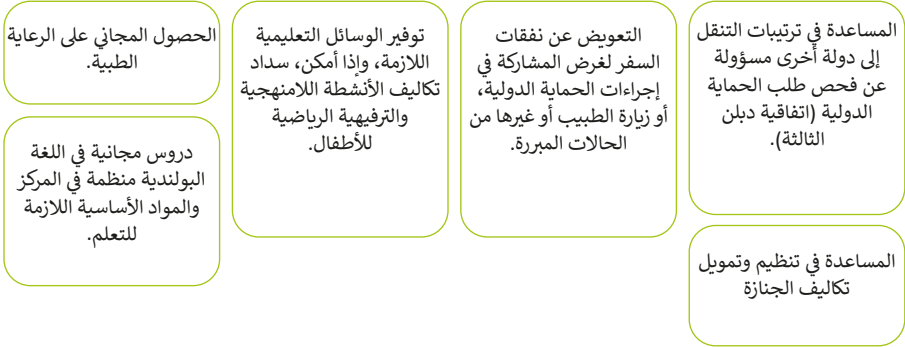 المساعدة في ترتيبات التنقل
إلى دولة أخرى مسؤولة
عن فحص طلب الحماية
الدولية (اتفاقية دبلن
الثالثة).
المساعدة في تنظيم وتمويل
تكاليف الجنازة
التعويض عن نفقات
السفر لغرض المشاركة في
إجراءات الحماية الدولية،
أو زيارة الطبيب أو غيرها من
الحالات المبررة.
توفير الوسائل التعليمية
اللازمة، وإذا أمكن، سداد
تكاليف الأنشطة اللامنهجية
والترفيهية الرياضية
للأطفال.
الحصول المجاني على الرعاية
الطبية.
دروس مجانية في اللغة
البولندية منظمة في المركز
والمواد الأساسية اللازمة
للتعلم.